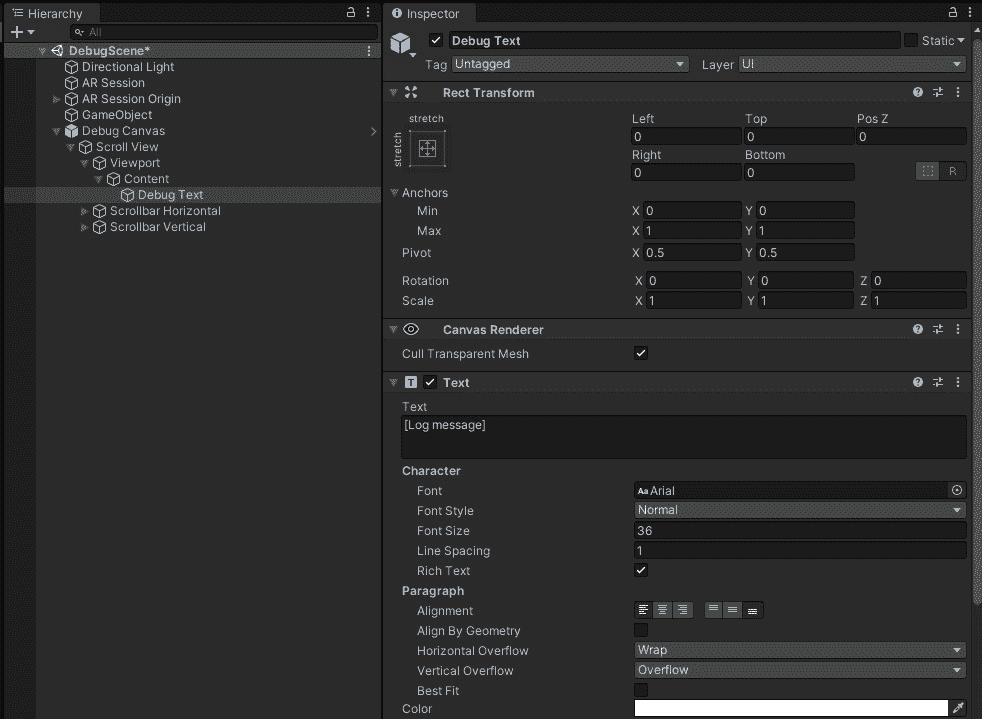 Hierarchy
All
DebugScene*
Directional Light
AR Session
AR Session Origin
GameObject
Debug Canvas
Scroll View
Viewport
Content
Debug Text
Scrollbar Horizontal
Scrollbar Vertical
Inspector
Debug Text
Static
Tag Untagged Layer UI
Rect Transform
stretch
stretch
Left Top Pos Z
0 0 0
Right Bottom
0 0
R
Anchors
Min X 0 Y 0
Max X 1 Y 1
Pivot X 0.5 Y 0.5
Rotation X 0 Y 0 Z 0
Scale X 1 Y 1 Z 1
Canvas Renderer
Cull Transparent Mesh
T Text
Text
[Log message]
Character
Font Aa Arial
Font Style Normal
Font Size 36
Line Spacing 1
Rich Text
Paragraph
Alignment
Align By Geometry
Horizontal Overflow Wrap
Vertical Overflow Overflow
Best Fit
Color